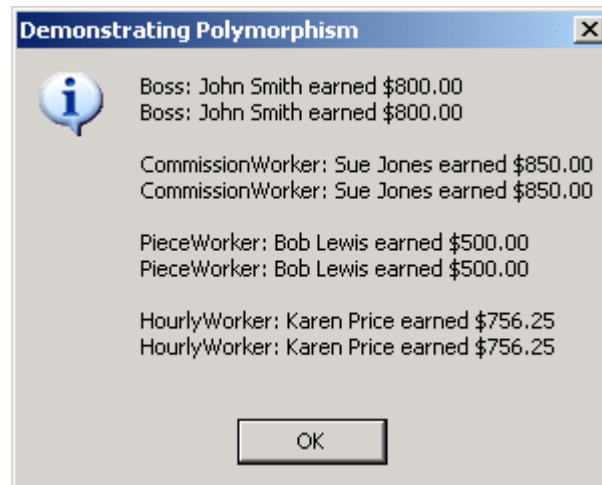 Demonstrating Polymorphism
Boss: John Smith earned $800.00
Boss: John Smith earned $800.00
CommissionWorker: Sue Jones earned $850.00
CommissionWorker: Sue Jones earned $850.00
PieceWorker: Bob Lewis earned $500.00
PieceWorker: Bob Lewis earned $500.00
HourlyWorker: Karen Price earned $756.25
HourlyWorker: Karen Price earned $756.25
OK